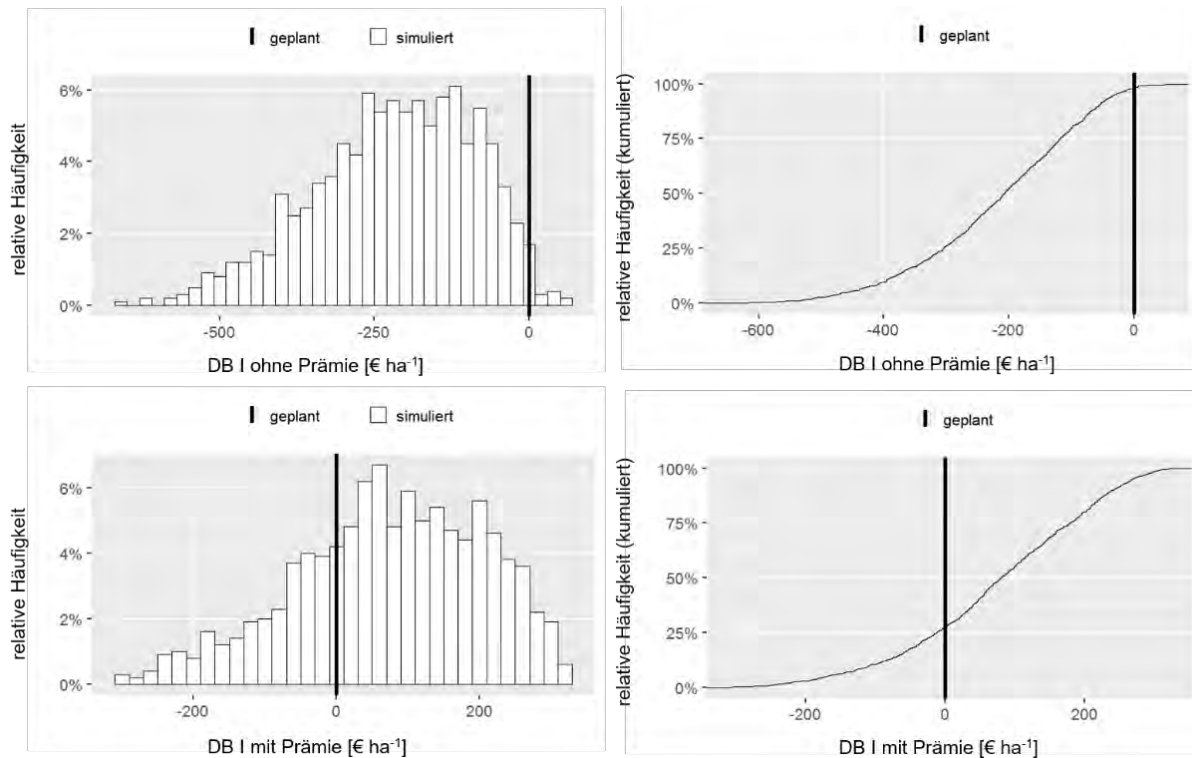 geplant simuliert
relative Häufigkeit
6%
4%
2%
0%
-500 -250 0
DB I ohne Prämie [€ ha⁻¹]
geplant
relative Häufigkeit (kumuliert)
100%
75%
50%
25%
0%
-600 -400 -200 0
DB I ohne Prämie [€ ha⁻¹]
geplant simuliert
relative Häufigkeit
6%
4%
2%
0%
-200 0 200
DB I mit Prämie [€ ha⁻¹]
geplant
relative Häufigkeit (kumuliert)
100%
75%
50%
25%
0%
-200 0 200
DB I mit Prämie [€ ha⁻¹]